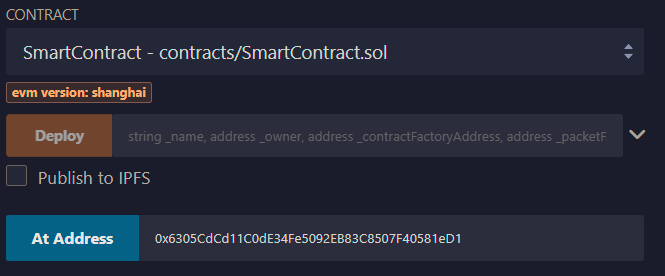 CONTRACT
SmartContract - contracts/SmartContract.sol
evm version: shanghai
Deploy string _name, address _owner, address _contractFactoryAddress, address _packetF
Publish to IPFS
At Address 0x6305CdCd11C0dE34Fe5092EB83C8507F40581eD1